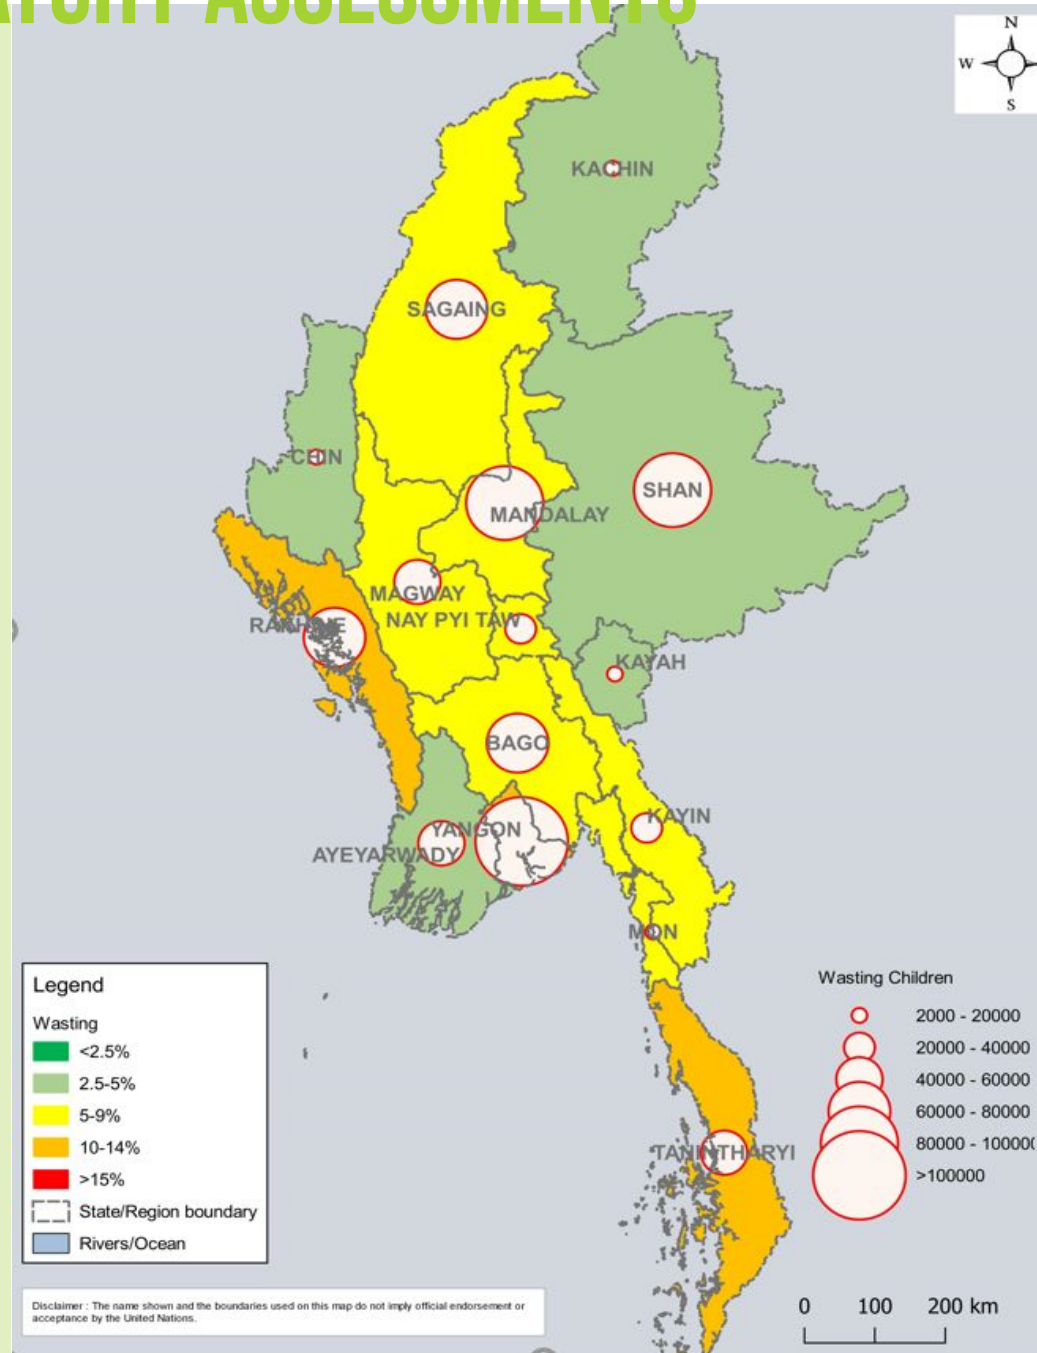 ASSESSMENTS
N
W
S
KACHIN
SAGAING
CHIN
SHAN
MANDALAY
MAGWAY
NAY PYI TAW
RAKHINE
KAYAH
BAGO
KAYIN
YANGON
AYEYARWADY
MON
TANINTHARYI
Legend
Wasting
<2.5%
2.5-5%
5-9%
10-14%
>15%
State/Region boundary
Rivers/Ocean
Wasting Children
2000 - 20000
20000 - 40000
40000 - 60000
60000 - 80000
80000 - 100000
>100000
Disclaimer : The name shown and the boundaries used on this map do not imply official endorsement or
acceptance by the United Nations.
0 100 200 km